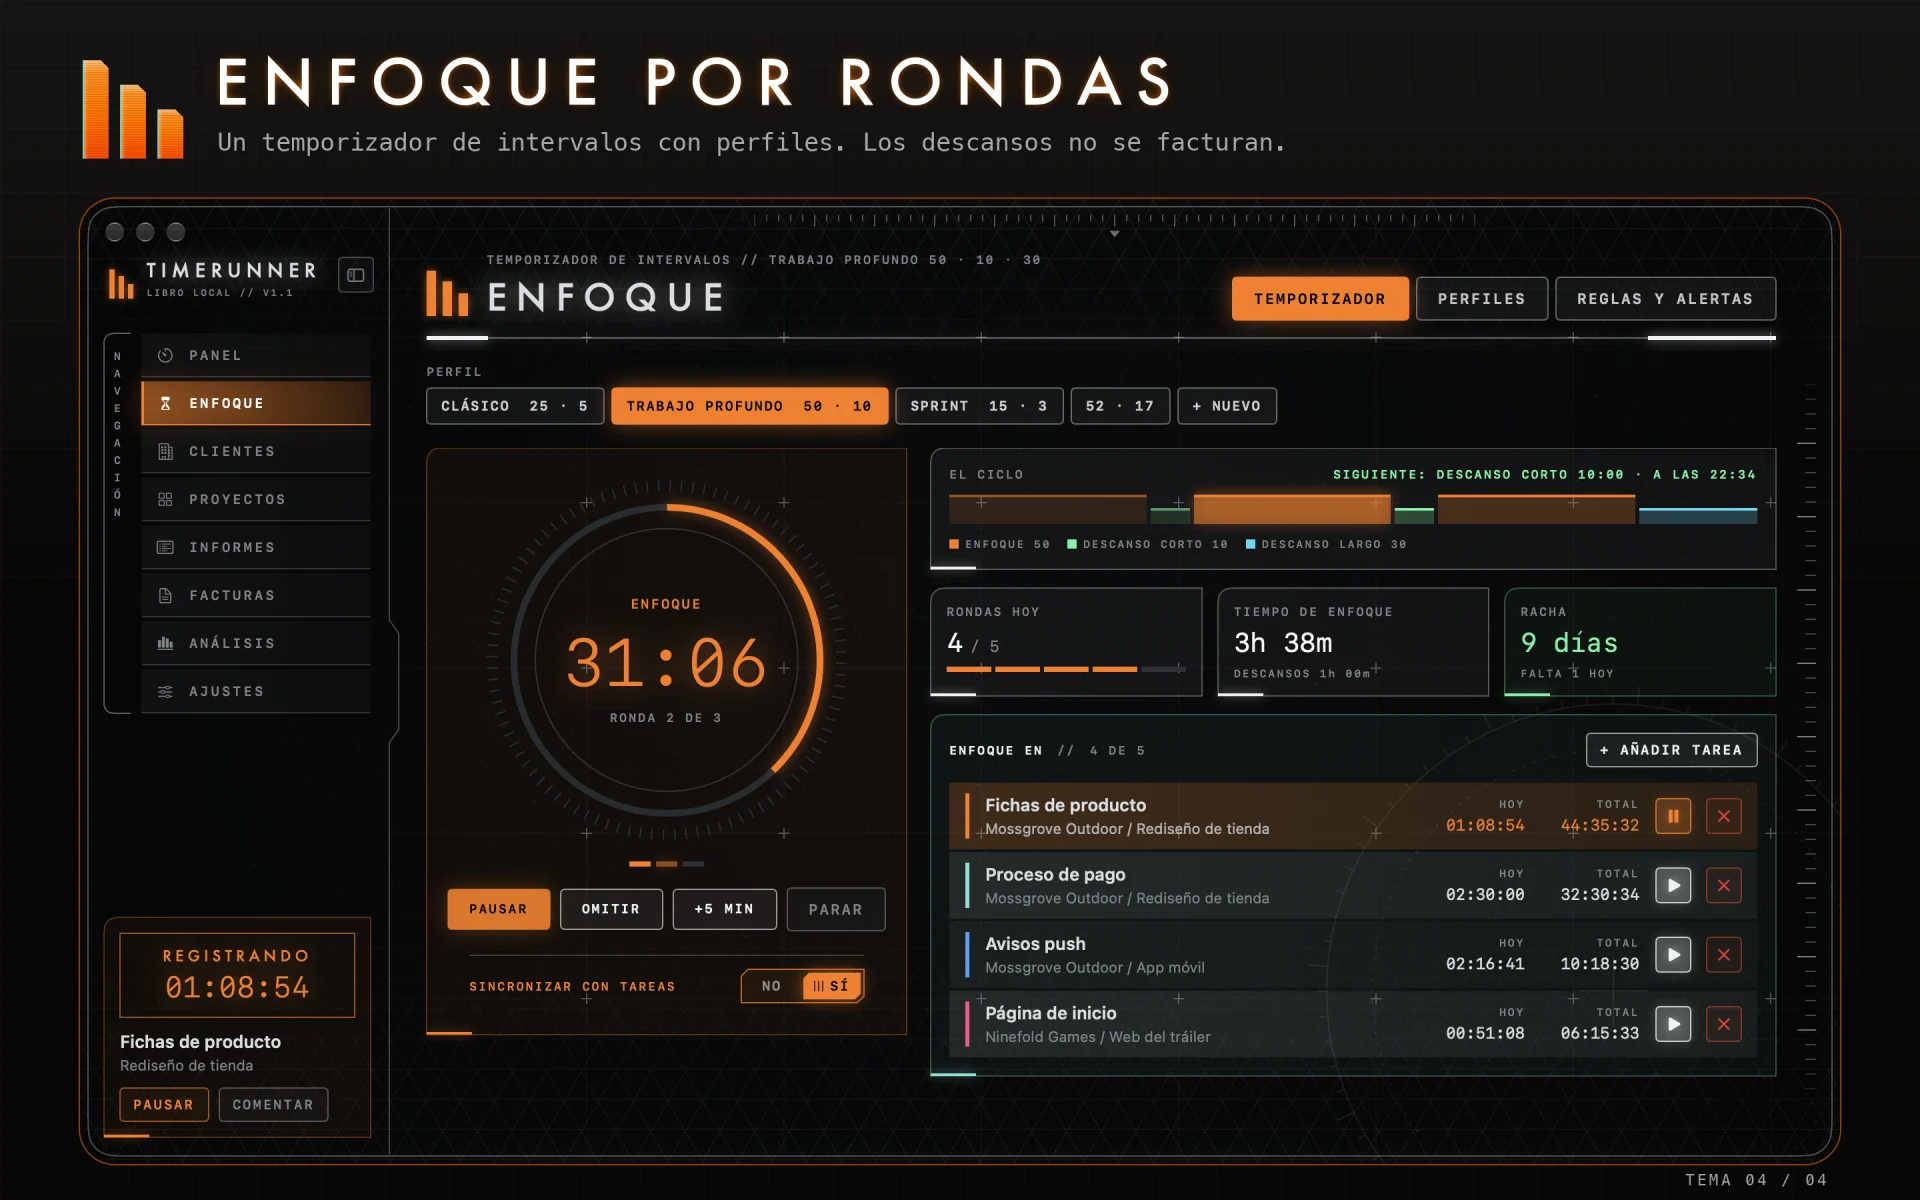 ENFOQUE POR RONDAS
Un temporizador de intervalos con perfiles. Los descansos no se facturan.
TIMERUNNER
LIBRO LOCAL // V1.1
NAVEGACIÓN
PANEL
ENFOQUE
CLIENTES
PROYECTOS
INFORMES
FACTURAS
ANÁLISIS
AJUSTES
REGISTRANDO
01:08:54
Fichas de producto
Rediseño de tienda
PAUSAR COMENTAR
TEMPORIZADOR DE INTERVALOS // TRABAJO PROFUNDO 50 · 10 · 30
ENFOQUE
TEMPORIZADOR PERFILES REGLAS Y ALERTAS
PERFIL
CLÁSICO 25 · 5 TRABAJO PROFUNDO 50 · 10 SPRINT 15 · 3 52 · 17 + NUEVO
ENFOQUE
31:06
RONDA 2 DE 3
PAUSAR OMITIR +5 MIN PARAR
SINCRONIZAR CON TAREAS NO SÍ
EL CICLO SIGUIENTE: DESCANSO CORTO 10:00 · A LAS 22:34
ENFOQUE 50 DESCANSO CORTO 10 DESCANSO LARGO 30
RONDAS HOY
4 / 5
TIEMPO DE ENFOQUE
3h 38m
DESCANSOS 1h 00m
RACHA
9 días
FALTA 1 HOY
ENFOQUE EN // 4 DE 5 + AÑADIR TAREA
Fichas de producto HOY TOTAL
Mossgrove Outdoor / Rediseño de tienda 01:08:54 44:35:32
Proceso de pago HOY TOTAL
Mossgrove Outdoor / Rediseño de tienda 02:30:00 32:30:34
Avisos push HOY TOTAL
Mossgrove Outdoor / App móvil 02:16:41 10:18:30
Página de inicio HOY TOTAL
Ninefold Games / Web del tráiler 00:51:08 06:15:33
TEMA 04 / 04